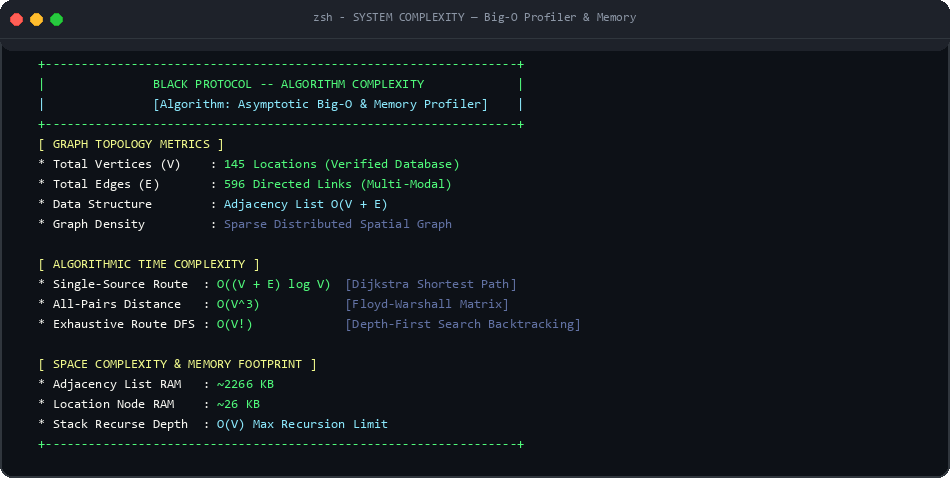 zsh - SYSTEM COMPLEXITY — Big-O Profiler & Memory
+------------------------------------------------------------------+
|               BLACK PROTOCOL -- ALGORITHM COMPLEXITY             |
|               [Algorithm: Asymptotic Big-O & Memory Profiler]    |
+------------------------------------------------------------------+
[ GRAPH TOPOLOGY METRICS ]
* Total Vertices (V)    : 145 Locations (Verified Database)
* Total Edges (E)       : 596 Directed Links (Multi-Modal)
* Data Structure        : Adjacency List O(V + E)
* Graph Density         : Sparse Distributed Spatial Graph
[ ALGORITHMIC TIME COMPLEXITY ]
* Single-Source Route  : O((V + E) log V)  [Dijkstra Shortest Path]
* All-Pairs Distance  : O(V^3)             [Floyd-Warshall Matrix]
* Exhaustive Route DFS : O(V!)             [Depth-First Search Backtracking]
[ SPACE COMPLEXITY & MEMORY FOOTPRINT ]
* Adjacency List RAM   : ~2266 KB
* Location Node RAM    : ~26 KB
* Stack Recurse Depth  : O(V) Max Recursion Limit
+------------------------------------------------------------------+